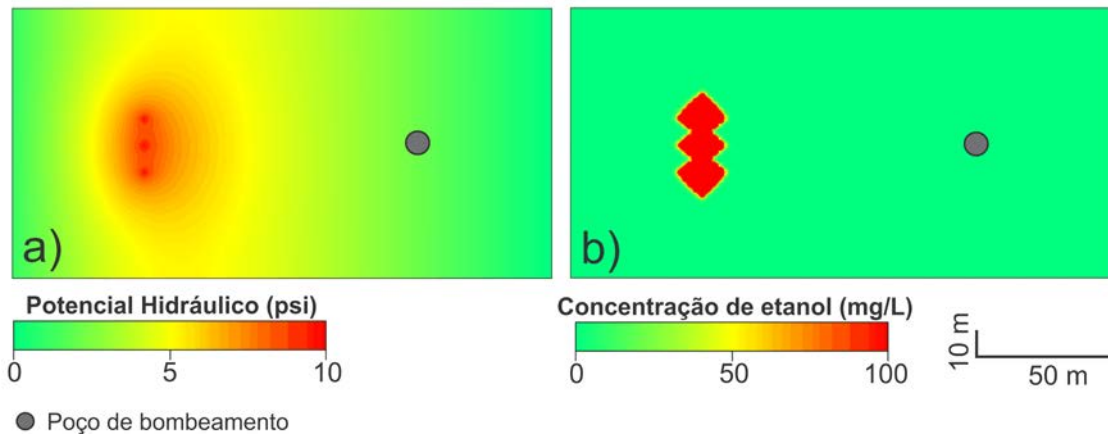 a)
b)
Potencial Hidráulico (psi)
0 5 10
Concentração de etanol (mg/L)
0 50 100
10 m
50 m
Poço de bombeamento